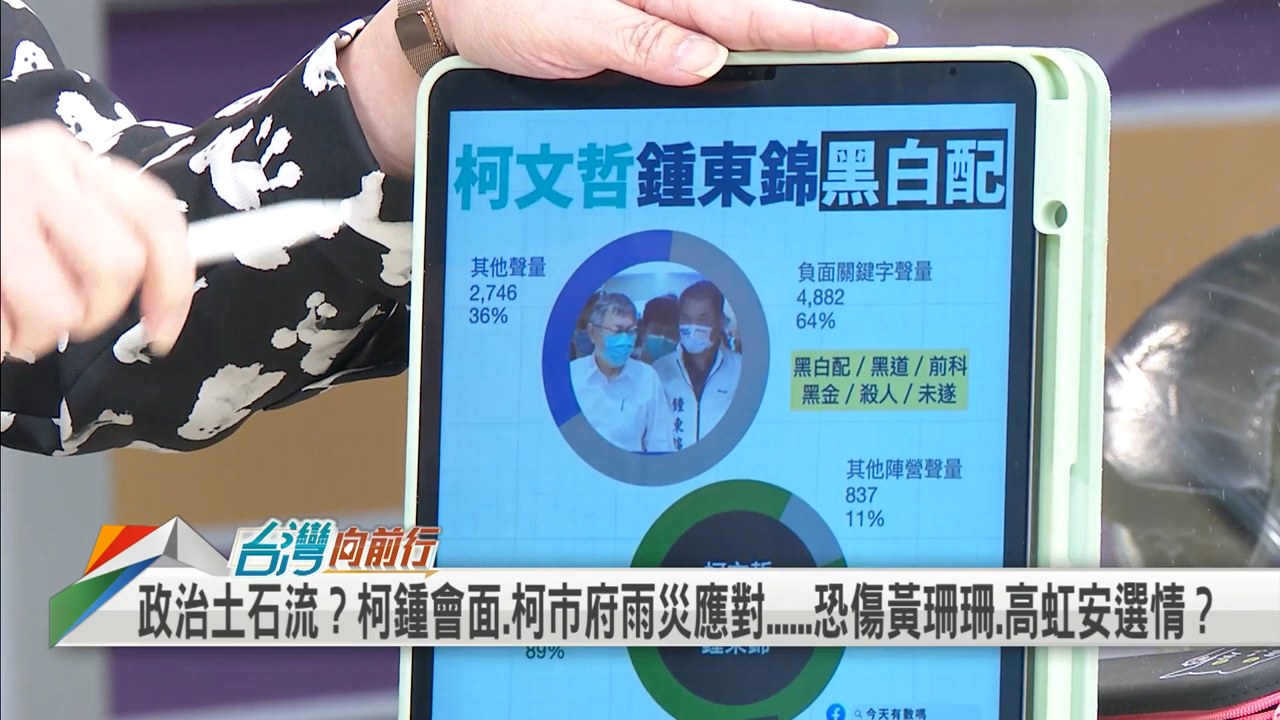 柯文哲鍾東錦黑白配
其他聲量
2,746
36%
負面關鍵字聲量
4,882
64%
黑白配 / 黑道 / 前科
黑金 / 殺人 / 未遂
鍾東錦
其他陣營聲量
837
11%
台灣向前行
政治土石流？柯鍾會面.柯市府雨災應對......恐傷黃珊珊.高虹安選情？
89%
鍾東錦
今天有數嗎